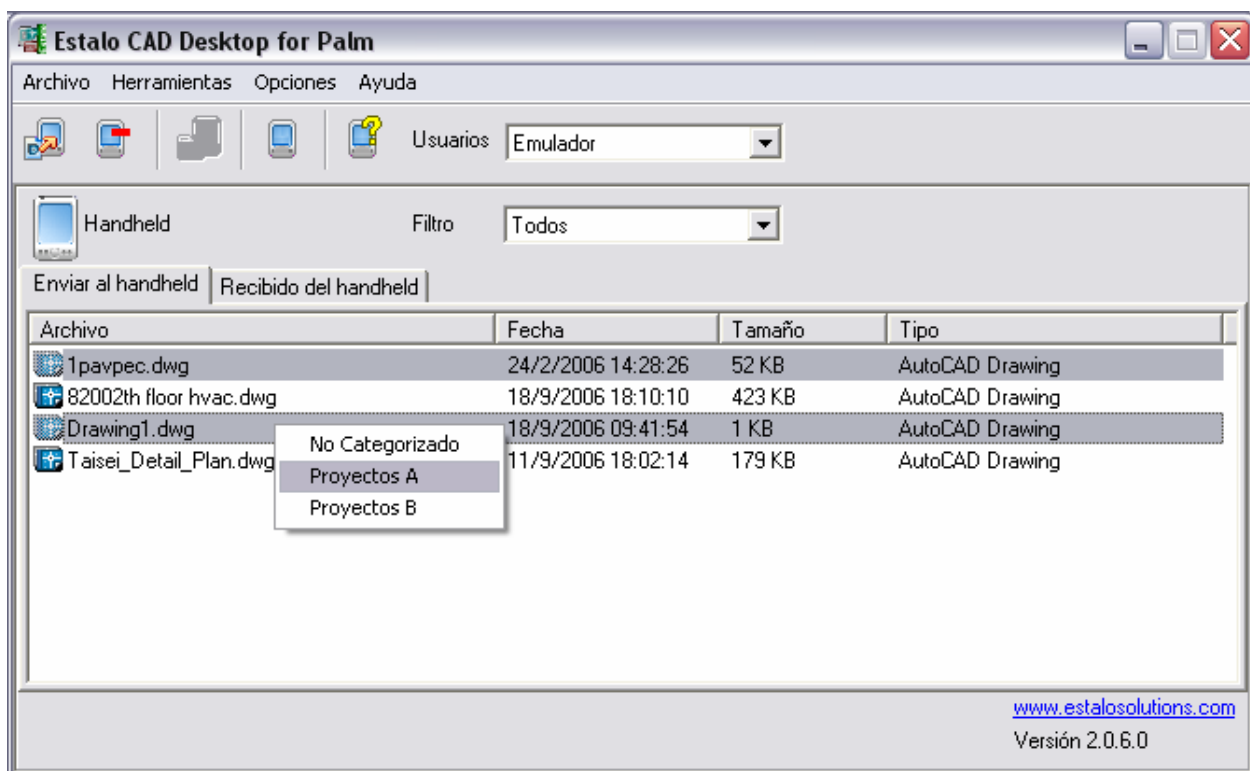 Estalo CAD Desktop for Palm
Archivo Herramientas Opciones Ayuda
Usuarios Emulador
Handheld Filtro Todos
Enviar al handheld Recibido del handheld
Archivo Fecha Tamaño Tipo
1pavpec.dwg 24/2/2006 14:28:26 52 KB AutoCAD Drawing
82002th floor hvac.dwg 18/9/2006 18:10:10 423 KB AutoCAD Drawing
Drawing1.dwg 18/9/2006 09:41:54 1 KB AutoCAD Drawing
Taisei_Detail_Plan.dwg 11/9/2006 18:02:14 179 KB AutoCAD Drawing
No Categorizado
Proyectos A
Proyectos B
www.estalosolutions.com
Versión 2.0.6.0